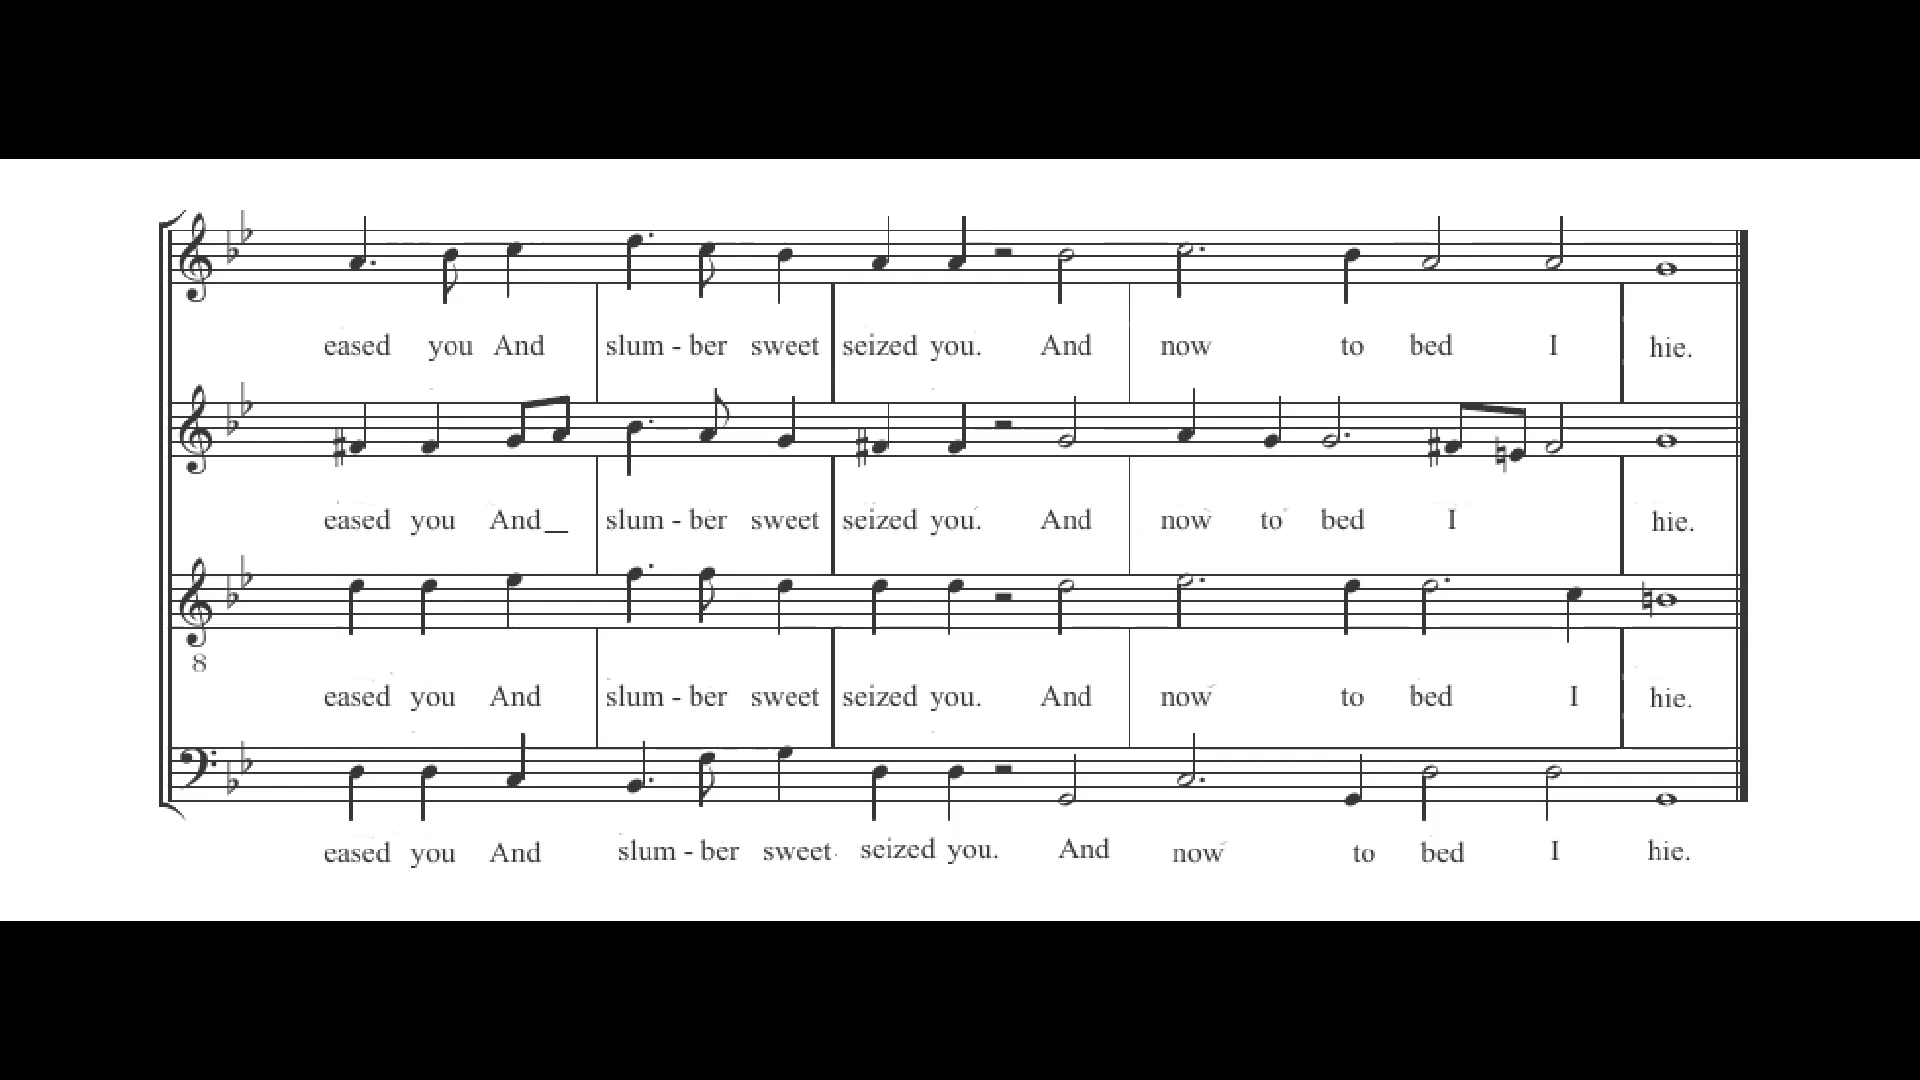 eased you And slum - ber sweet seized you. And now to bed I hie.
eased you And_ slum - ber sweet seized you. And now to bed I hie.
8
eased you And slum - ber sweet seized you. And now to bed I hie.
eased you And slum - ber sweet seized you. And now to bed I hie.